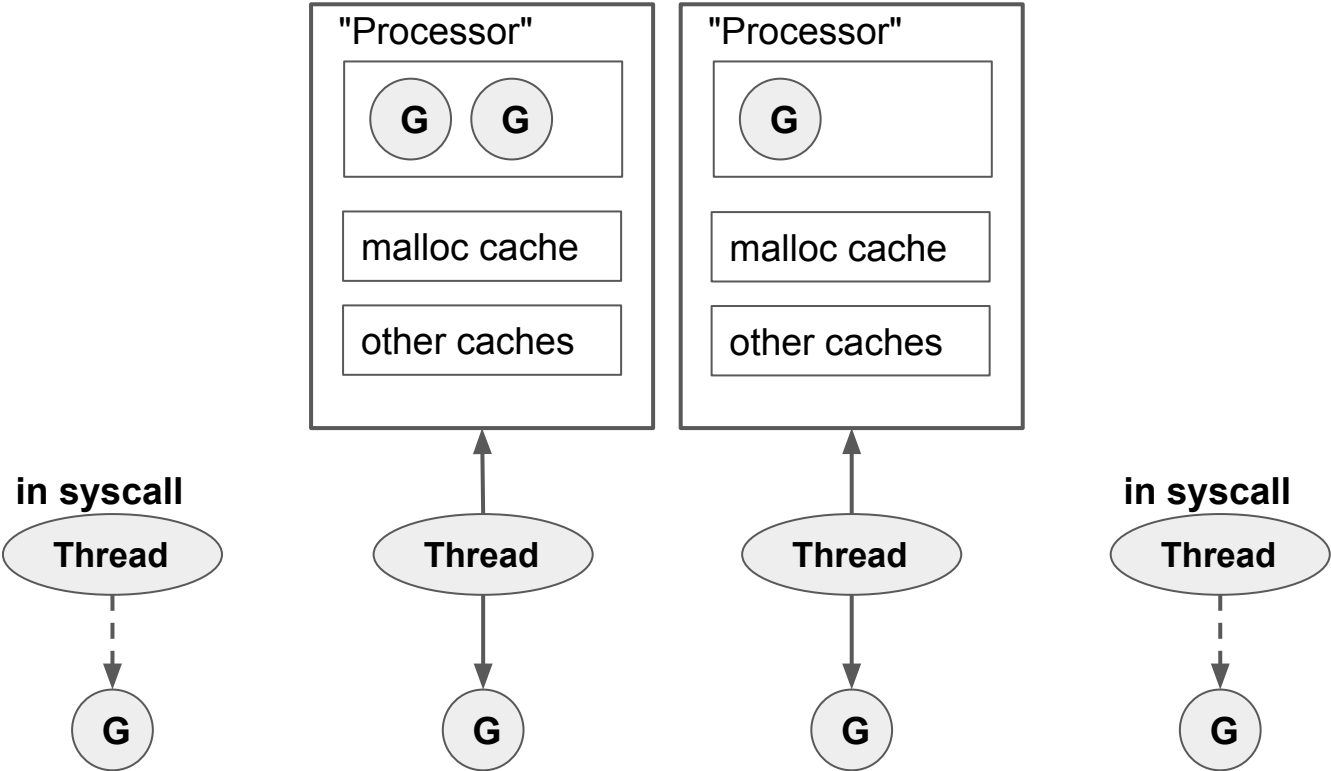 "Processor"
"Processor"
G G
G
malloc cache
malloc cache
other caches
other caches
in syscall
in syscall
Thread
Thread
Thread
Thread
G
G
G
G